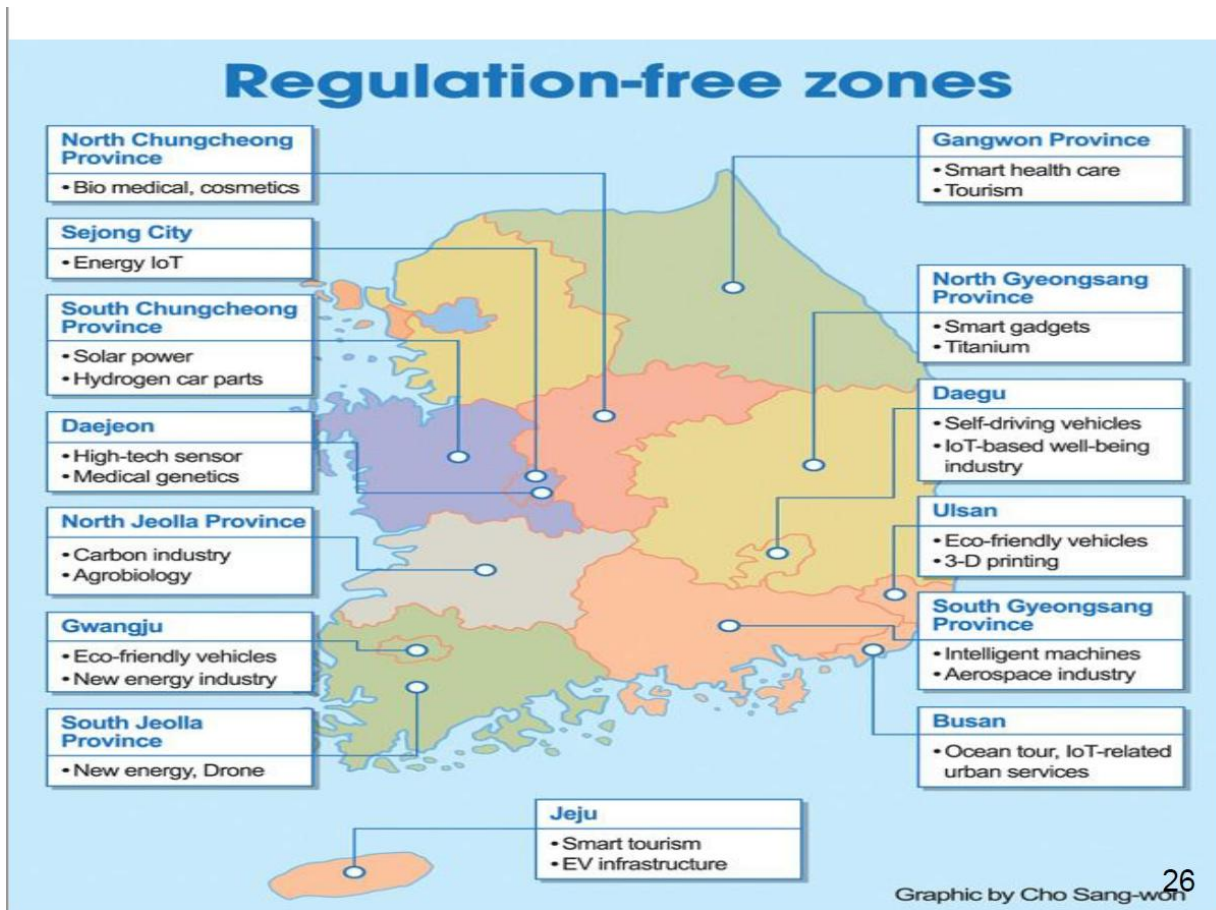 Regulation-free zones
North Chungcheong
Province
• Bio medical, cosmetics
Sejong City
• Energy IoT
South Chungcheong
Province
• Solar power
• Hydrogen car parts
Daejeon
• High-tech sensor
• Medical genetics
North Jeolla Province
• Carbon industry
• Agrobiology
Gwangju
• Eco-friendly vehicles
• New energy industry
South Jeolla
Province
• New energy, Drone
Gangwon Province
• Smart health care
• Tourism
North Gyeongsang
Province
• Smart gadgets
• Titanium
Daegu
• Self-driving vehicles
• IoT-based well-being
industry
Ulsan
• Eco-friendly vehicles
• 3-D printing
South Gyeongsang
Province
• Intelligent machines
• Aerospace industry
Busan
• Ocean tour, IoT-related
urban services
Jeju
• Smart tourism
• EV infrastructure
26
Graphic by Cho Sang-won